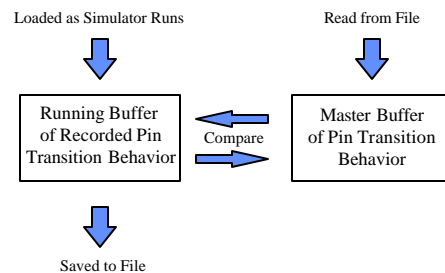 Loaded as Simulator Runs
Read from File
Running Buffer
of Recorded Pin
Transition Behavior
Compare
Master Buffer
of Pin Transition
Behavior
Saved to File